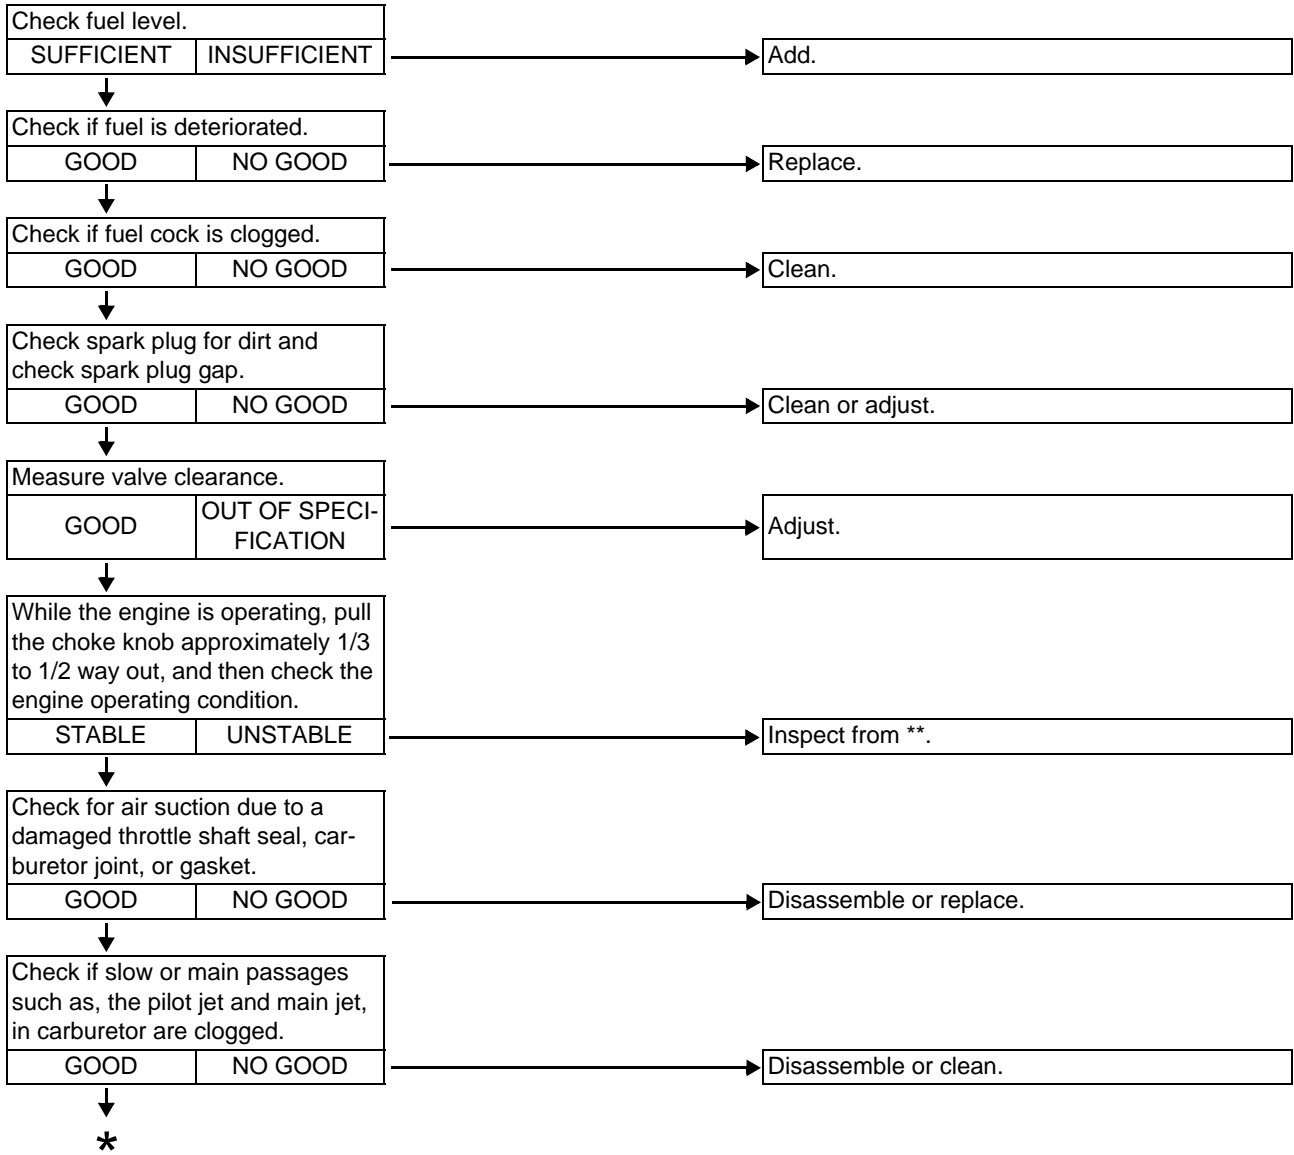 Check fuel level.
SUFFICIENT INSUFFICIENT Add.
Check if fuel is deteriorated.
GOOD NO GOOD Replace.
Check if fuel cock is clogged.
GOOD NO GOOD Clean.
Check spark plug for dirt and
check spark plug gap.
GOOD NO GOOD Clean or adjust.
Measure valve clearance.
GOOD OUT OF SPECI-
FICATION Adjust.
While the engine is operating, pull
the choke knob approximately 1/3
to 1/2 way out, and then check the
engine operating condition.
STABLE UNSTABLE Inspect from **.
Check for air suction due to a
damaged throttle shaft seal, car-
buretor joint, or gasket.
GOOD NO GOOD Disassemble or replace.
Check if slow or main passages
such as, the pilot jet and main jet,
in carburetor are clogged.
GOOD NO GOOD Disassemble or clean.
*